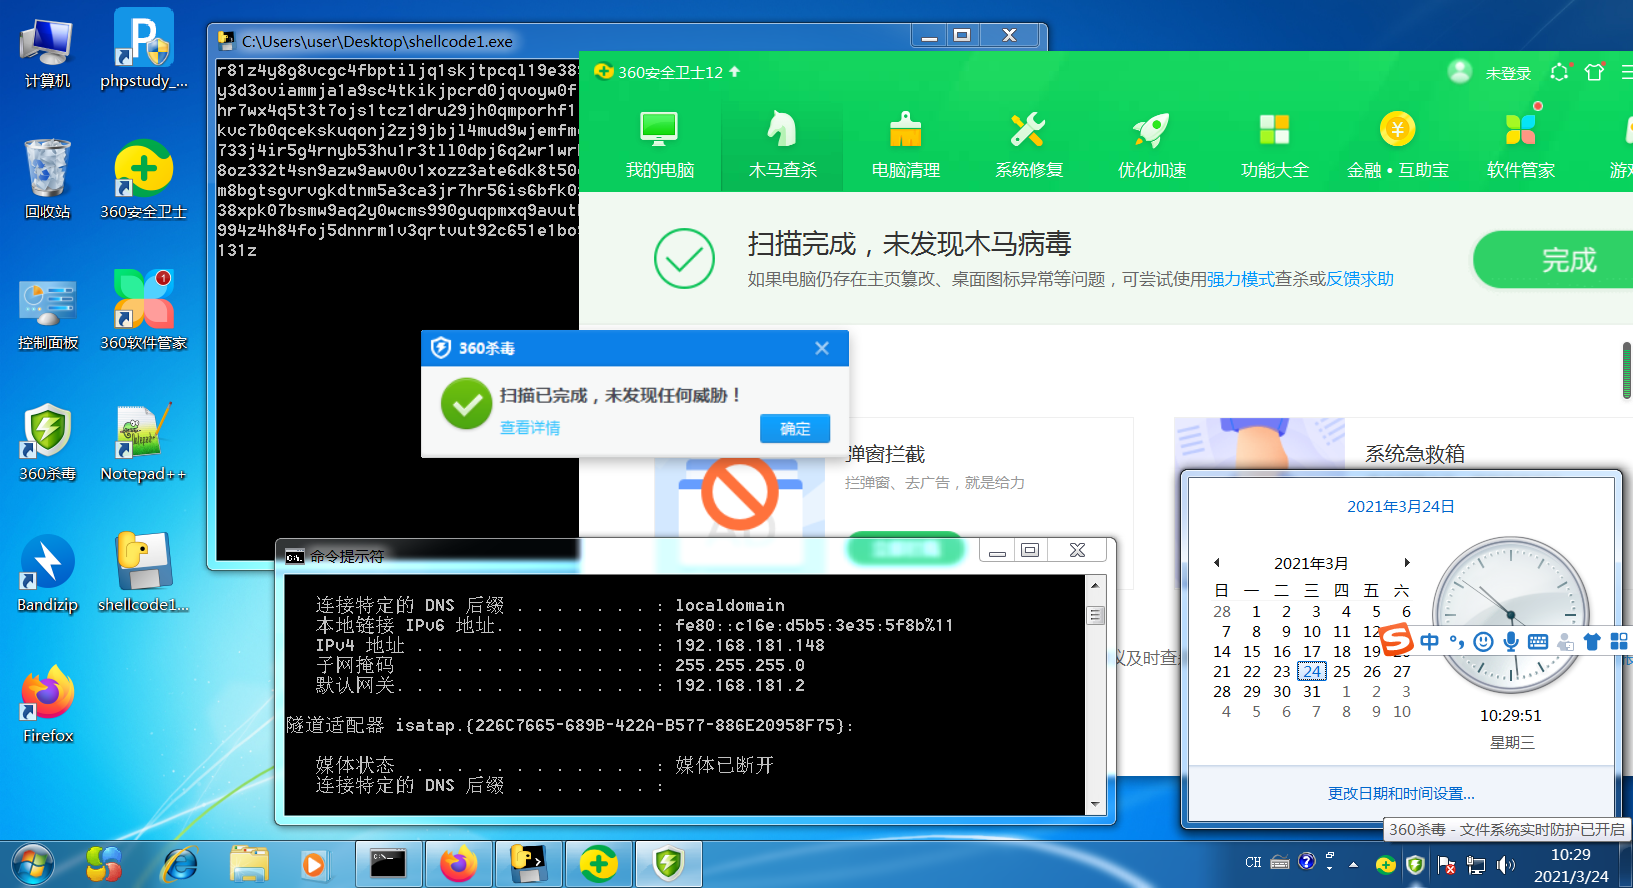 计算机
phpstudy_...
回收站
360安全卫士
控制面板
1
360软件管家
360杀毒
Notepad++
Bandizip
shellcode1...
Firefox
C:\Users\user\Desktop\shellcode1.exe
r81z4y8g8vcgc4fbptiljq1skjtpcql19e38
y3d3oviammja1a9sc4tkikjpcrd0jqvoyw0f
hr7wx4q5t3t7ojs1tcz1dru29jh0qmporhf1
kvc7b0qcekskuqonj2zj9jbjl4mud9wjemfm
733j4ir5g4rnyb53hu1r3tll0dpj6q2wr1wr
8oz332t4sn9azw9awv0v1xozz3ate6dk8t50
m8bgtsgvrvgkdtnm5a3ca3jr7hr56is6bfk0
38xpk07bsmw9aq2y0wcms990guqpmxq9avut
994z4h84foj5dnnrm1v3qrtvut92c651e1bo
131z
360安全卫士12
未登录
我的电脑
木马查杀
电脑清理
系统修复
优化加速
功能大全
金融•互助宝
软件管家
扫描完成，未发现木马病毒
如果电脑仍存在主页篡改、桌面图标异常等问题，可尝试使用强力模式查杀或反馈求助
完成
360杀毒
扫描已完成，未发现任何威胁！
查看详情
确定
弹窗拦截
拦弹窗、去广告，就是给力
系统急救箱
及时查
命令提示符
连接特定的 DNS 后缀 . . . . . . . : localdomain
本地链接 IPv6 地址. . . . . . . . : fe80::c16e:d5b5:3e35:5f8b%11
IPv4 地址 . . . . . . . . . . . . : 192.168.181.148
子网掩码 . . . . . . . . . . . . : 255.255.255.0
默认网关. . . . . . . . . . . . . : 192.168.181.2
隧道适配器 isatap.{226C7665-689B-422A-B577-886E20958F75}:
媒体状态 . . . . . . . . . . . . : 媒体已断开
连接特定的 DNS 后缀 . . . . . . . :
2021年3月24日
2021年3月
日 一 二 三 四 五 六
28 1 2 3 4 5 6
7 8 9 10 11 12
14 15 16 17 18 19 20
21 22 23 24 25 26 27
28 29 30 31 1 2 3
4 5 6 7 8 9 10
S 中
10:29:51
星期三
更改日期和时间设置...
360杀毒 - 文件系统实时防护已开启
CH
10:29
2021/3/24